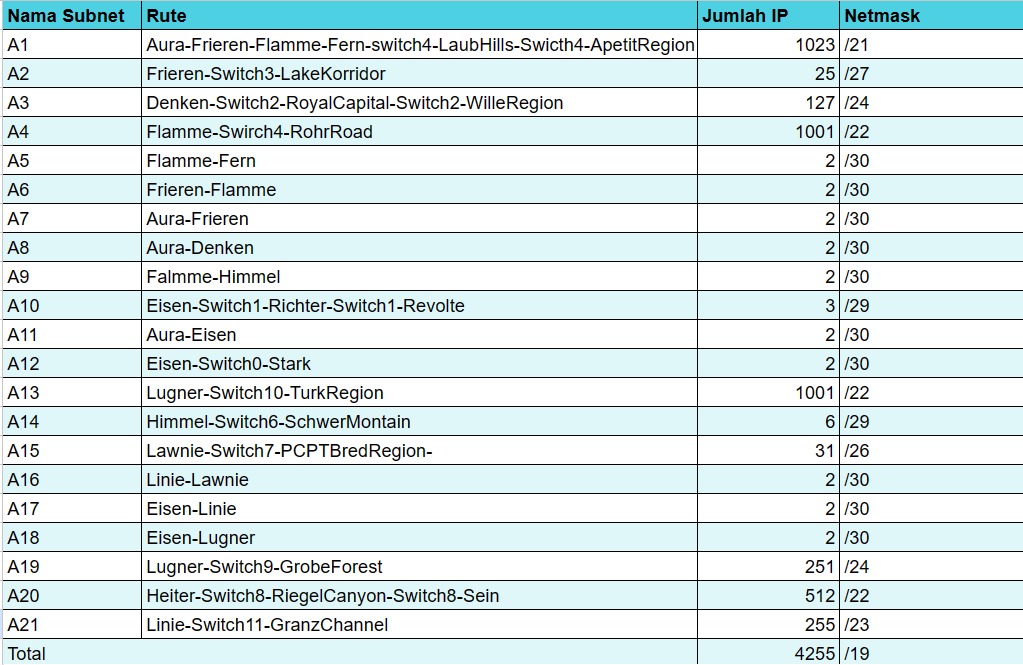 Nama Subnet Rute Jumlah IP Netmask
A1 Aura-Frieren-Flamme-Fern-switch4-LaubHills-Swicth4-ApetitRegion 1023 /21
A2 Frieren-Switch3-LakeKorridor 25 /27
A3 Denken-Switch2-RoyalCapital-Switch2-WilleRegion 127 /24
A4 Flamme-Swirch4-RohrRoad 1001 /22
A5 Flamme-Fern 2 /30
A6 Frieren-Flamme 2 /30
A7 Aura-Frieren 2 /30
A8 Aura-Denken 2 /30
A9 Falmme-Himmel 2 /30
A10 Eisen-Switch1-Richter-Switch1-Revolte 3 /29
A11 Aura-Eisen 2 /30
A12 Eisen-Switch0-Stark 2 /30
A13 Lugner-Switch10-TurkRegion 1001 /22
A14 Himmel-Switch6-SchwerMontain 6 /29
A15 Lawnie-Switch7-PCPTBredRegion- 31 /26
A16 Linie-Lawnie 2 /30
A17 Eisen-Linie 2 /30
A18 Eisen-Lugner 2 /30
A19 Lugner-Switch9-GrobeForest 251 /24
A20 Heiter-Switch8-RiegelCanyon-Switch8-Sein 512 /22
A21 Linie-Switch11-GranzChannel 255 /23
Total 4255 /19